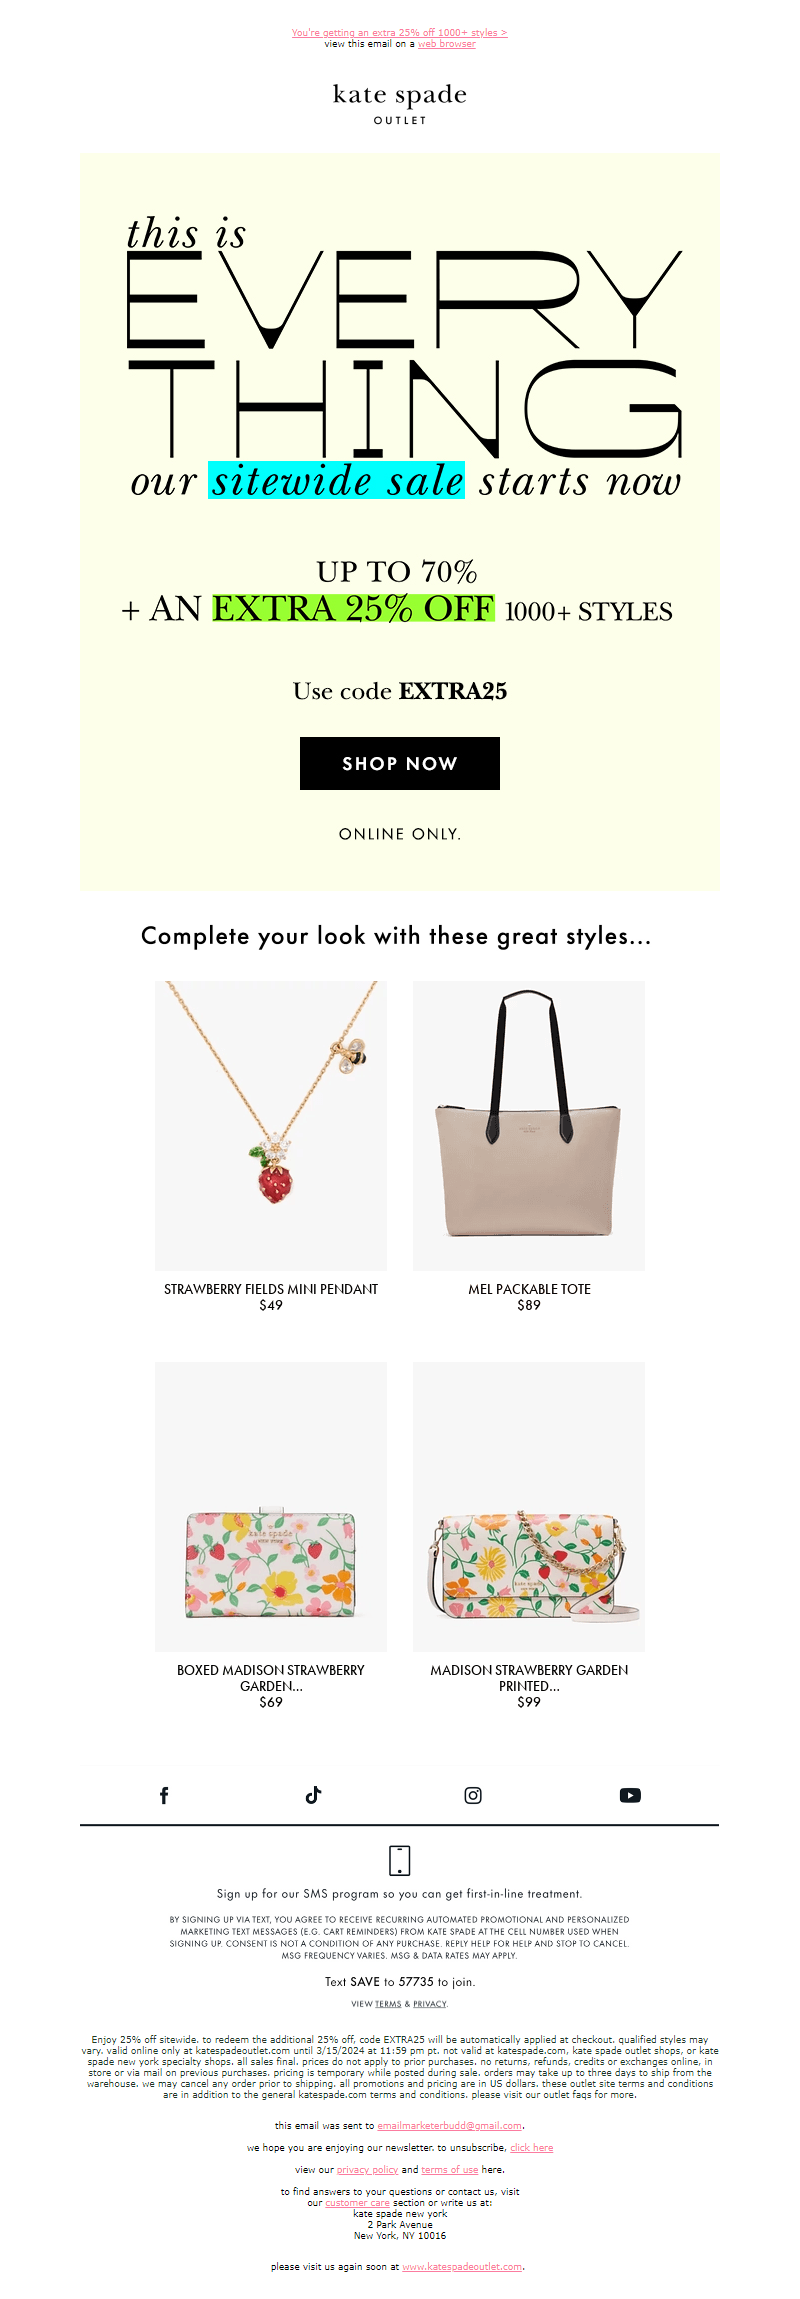 You're getting an extra 25% off 1000+ styles >
view this email on a web browser
kate spade
OUTLET
this is
EVERY
THING
our sitewide sale starts now
UP TO 70%
+ AN EXTRA 25% OFF 1000+ STYLES
Use code EXTRA25
SHOP NOW
ONLINE ONLY.
Complete your look with these great styles...
STRAWBERRY FIELDS MINI PENDANT
$49
MEL PACKABLE TOTE
$89
kate spade
NEW YORK
kate spade
BOXED MADISON STRAWBERRY
GARDEN...
$69
MADISON STRAWBERRY GARDEN
PRINTED...
$99
Sign up for our SMS program so you can get first-in-line treatment.
BY SIGNING UP VIA TEXT, YOU AGREE TO RECEIVE RECURRING AUTOMATED PROMOTIONAL AND PERSONALIZED
MARKETING TEXT MESSAGES (E.G. CART REMINDERS) FROM KATE SPADE AT THE CELL NUMBER USED WHEN
SIGNING UP. CONSENT IS NOT A CONDITION OF ANY PURCHASE. REPLY HELP FOR HELP AND STOP TO CANCEL.
MSG FREQUENCY VARIES. MSG & DATA RATES MAY APPLY.
Text SAVE to 57735 to join.
VIEW TERMS & PRIVACY.
Enjoy 25% off sitewide. to redeem the additional 25% off, code EXTRA25 will be automatically applied at checkout. qualified styles may
vary. valid online only at katespadeoutlet.com until 3/15/2024 at 11:59 pm pt. not valid at katespade.com, kate spade outlet shops, or kate
spade new york specialty shops. all sales final. prices do not apply to prior purchases. no returns, refunds, credits or exchanges online, in
store or via mail on previous purchases. pricing is temporary while posted during sale. orders may take up to three days to ship from the
warehouse. we may cancel any order prior to shipping. all promotions and pricing are in US dollars. these outlet site terms and conditions
are in addition to the general katespade.com terms and conditions. please visit our outlet faqs for more.
this email was sent to emailmarketerbudd@gmail.com.
we hope you are enjoying our newsletter. to unsubscribe, click here
view our privacy policy and terms of use here.
to find answers to your questions or contact us, visit
our customer care section or write us at:
kate spade new york
2 Park Avenue
New York, NY 10016
please visit us again soon at www.katespadeoutlet.com.